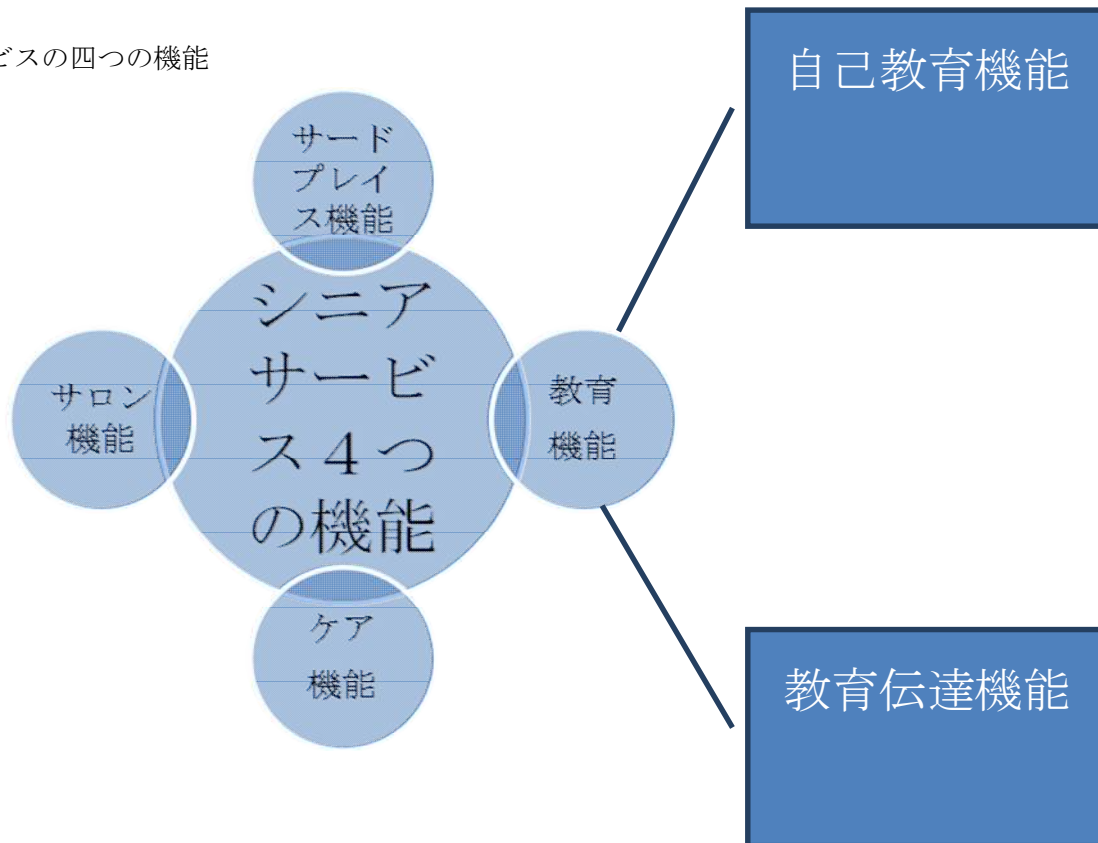 ビスの四つの機能
自己教育機能
サード
プレイ
ス機能
シニア
サービ
ス４つ
の機能
サロン
機能
教育
機能
ケア
機能
教育伝達機能